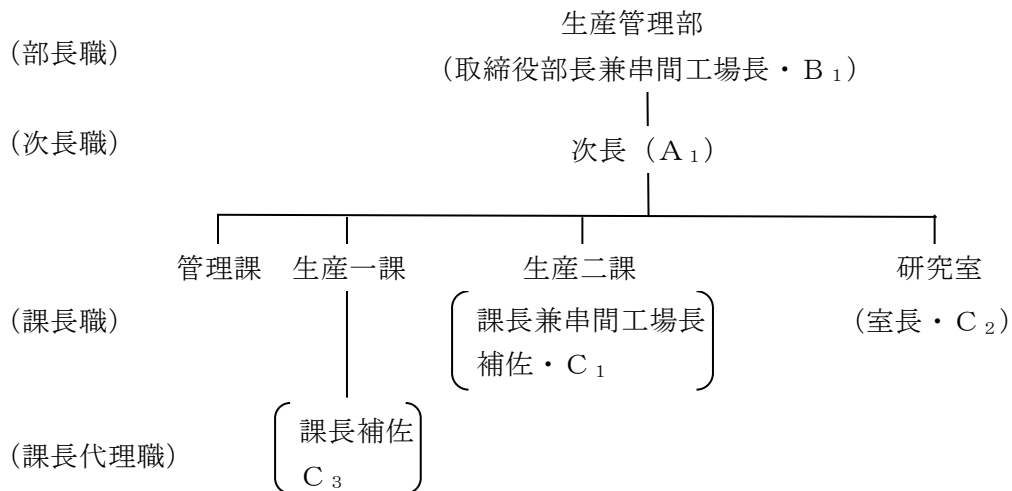 生産管理部
(部長職)
(取締役部長兼串間工場長・Ｂ₁)
(次長職)
次長（Ａ₁）
管理課 生産一課 生産二課 研究室
(課長職)
課長兼串間工場長
補佐・Ｃ₁
(室長・Ｃ₂)
(課長代理職)
課長補佐
Ｃ₃